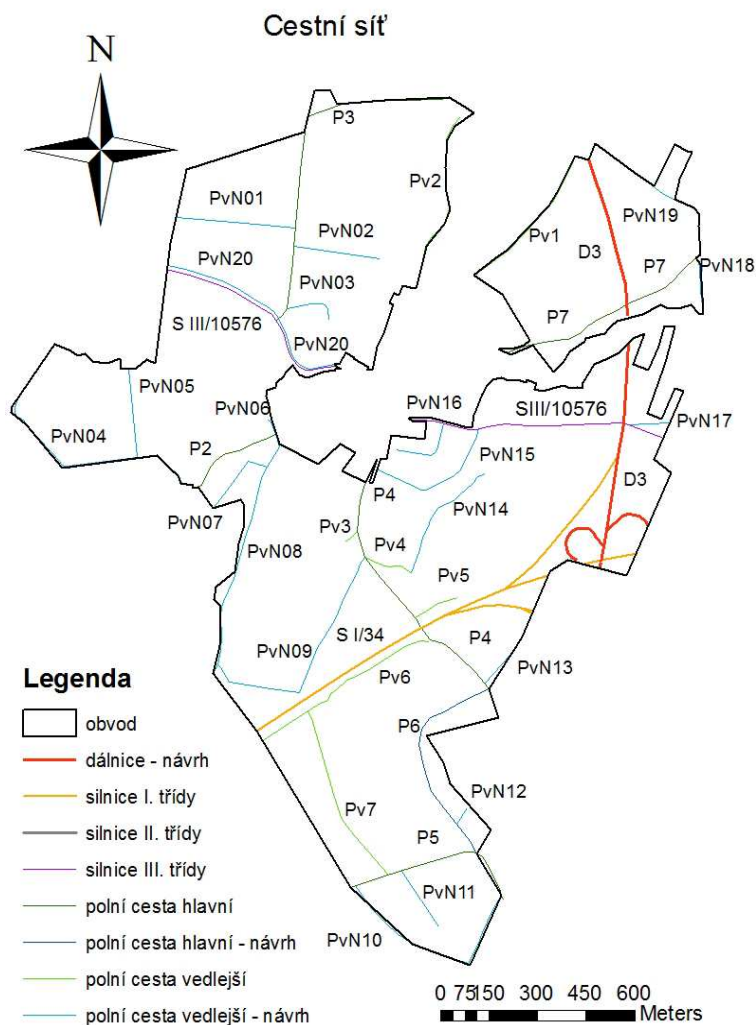 Cestní síť
N
P3
Pv2
PvN01
PvN02
PvN20
PvN03
S III/10576
PvN20
PvN19
Pv1
D3
P7
PvN18
P7
PvN05
PvN04
PvN06
P2
PvN07
PvN16
SIII/10576
PvN17
PvN15
P4
D3
PvN14
Pv3
Pv4
PvN08
Pv5
PvN09
S I/34
P4
PvN13
Pv6
P6
PvN12
Pv7
P5
PvN11
PvN10
Legenda
obvod
dálnice - návrh
silnice I. třídy
silnice II. třídy
silnice III. třídy
polní cesta hlavní
polní cesta hlavní - návrh
polní cesta vedlejší
polní cesta vedlejší - návrh
0 75150 300 450 600
Meters